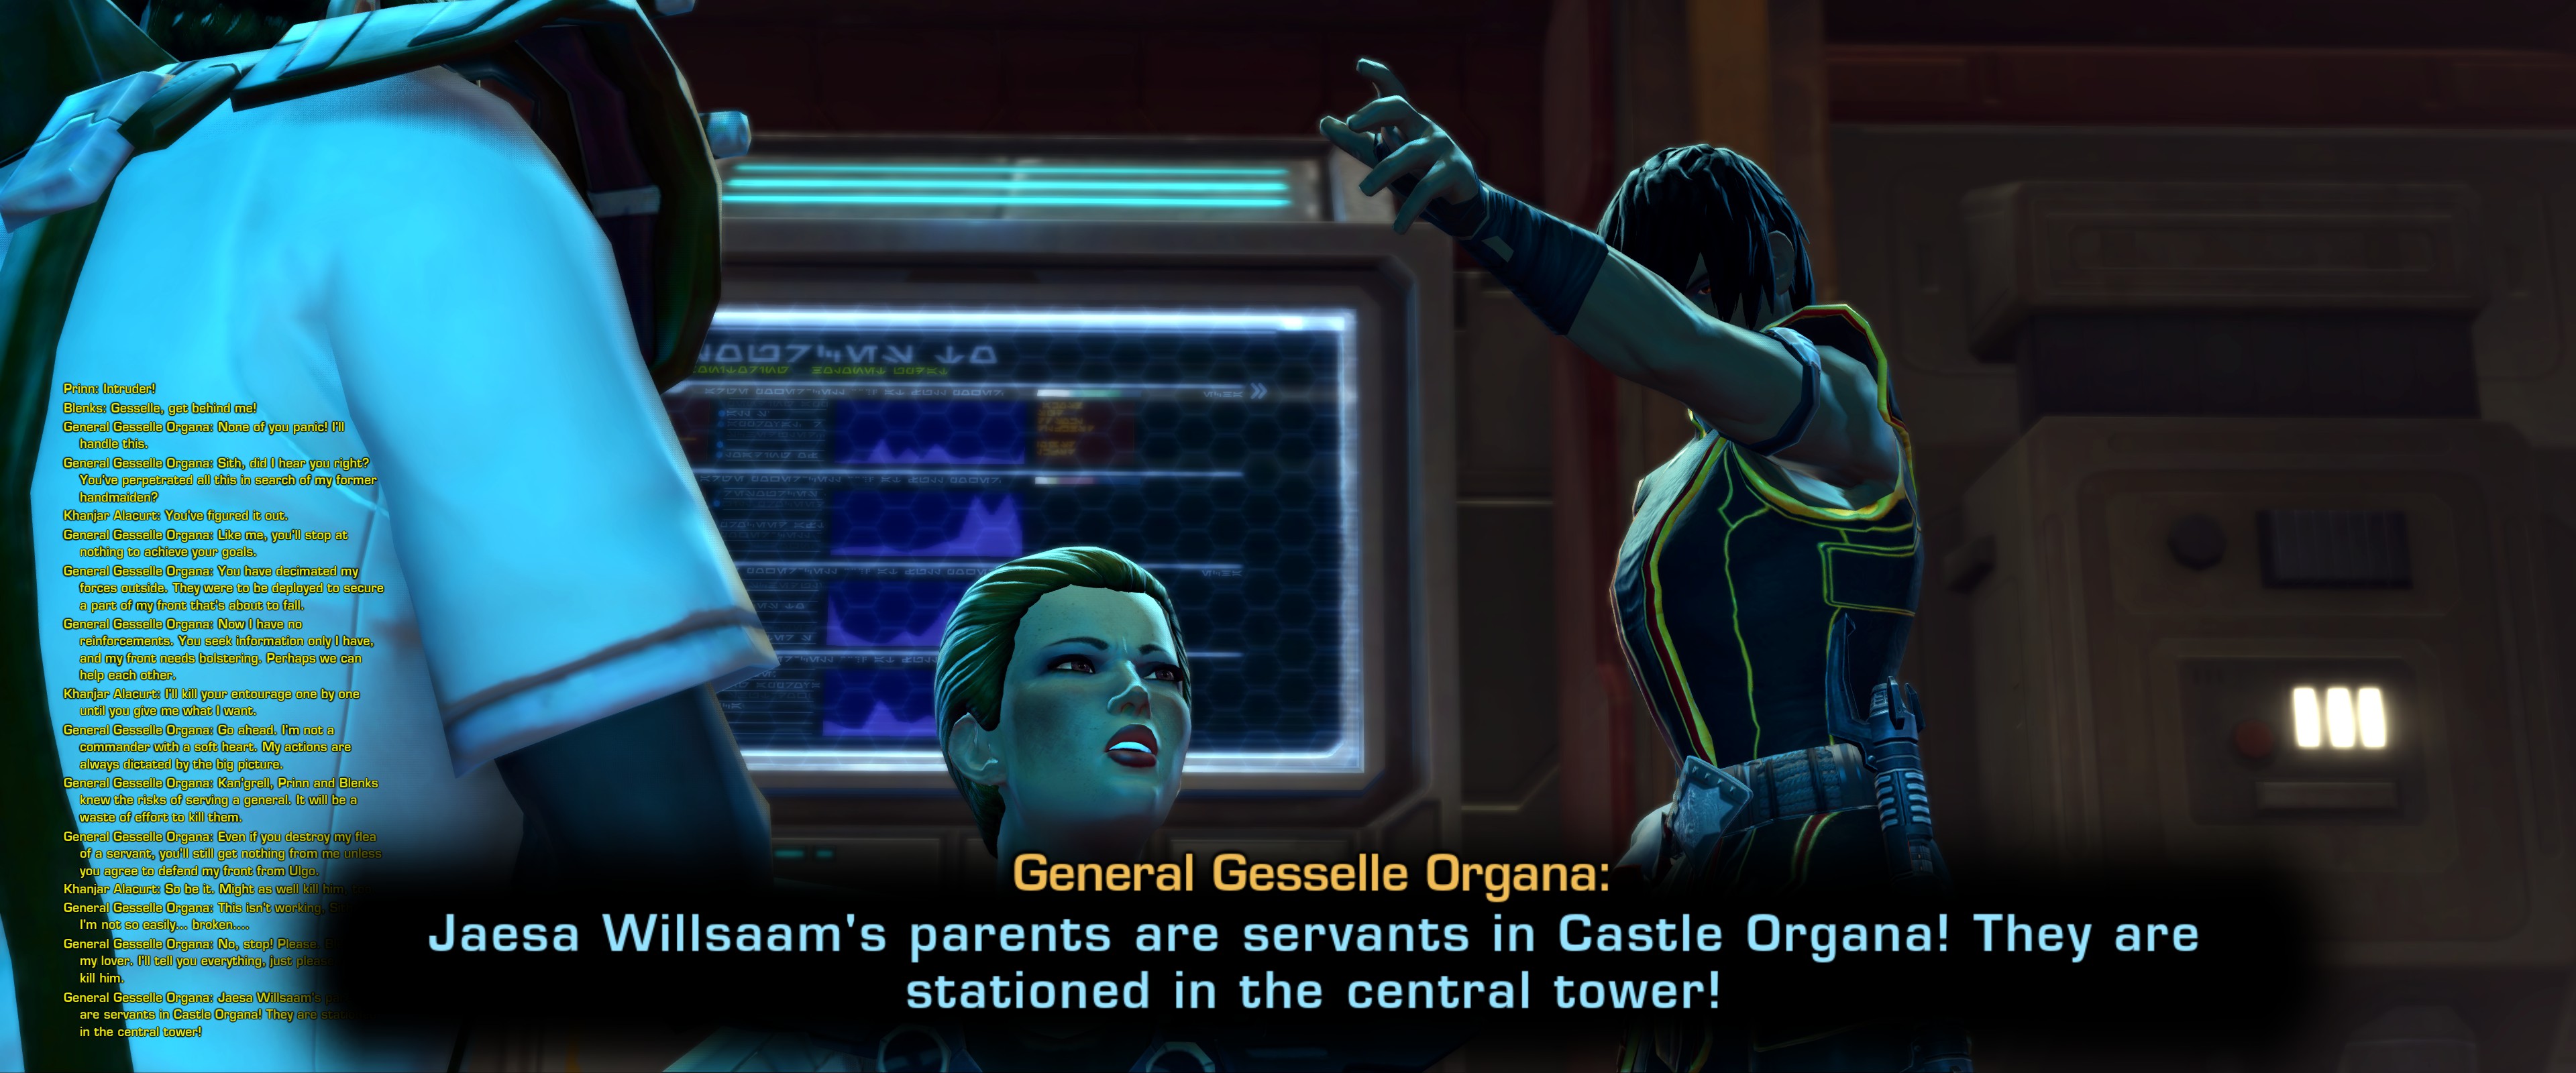 Prinn: Intruder!
Blenks: Gesselle, get behind me!
General Gesselle Organa: None of you panic! I'll
handle this.
General Gesselle Organa: Sith, did I hear you right?
You've perpetrated all this in search of my former
handmaiden?
Khanjar Alacurt: You've figured it out.
General Gesselle Organa: Like me, you'll stop at
nothing to achieve your goals.
General Gesselle Organa: You have decimated my
forces outside. They were to be deployed to secure
a part of my front that's about to fall.
General Gesselle Organa: Now I have no
reinforcements. You seek information only I have,
and my front needs bolstering. Perhaps we can
help each other.
Khanjar Alacurt: I'll kill your entourage one by one
until you give me what I want.
General Gesselle Organa: Go ahead. I'm not a
commander with a soft heart. My actions are
always dictated by the big picture.
General Gesselle Organa: Kan'grell, Prinn and Blenks
knew the risks of serving a general. It will be a
waste of effort to kill them.
General Gesselle Organa: Even if you destroy my flea
of a servant, you'll still get nothing from me unless
you agree to defend my front from Ulgo.
Khanjar Alacurt: So be it. Might as well kill him,
General Gesselle Organa: This isn't working,
I'm not so easily... broken....
General Gesselle Organa: No, stop! Please.
my lover. I'll tell you everything, just
kill him.
General Gesselle Organa: Jaesa Willsaam's
are servants in Castle Organa! They are
in the central tower!
General Gesselle Organa:
Jaesa Willsaam's parents are servants in Castle Organa! They are
stationed in the central tower!